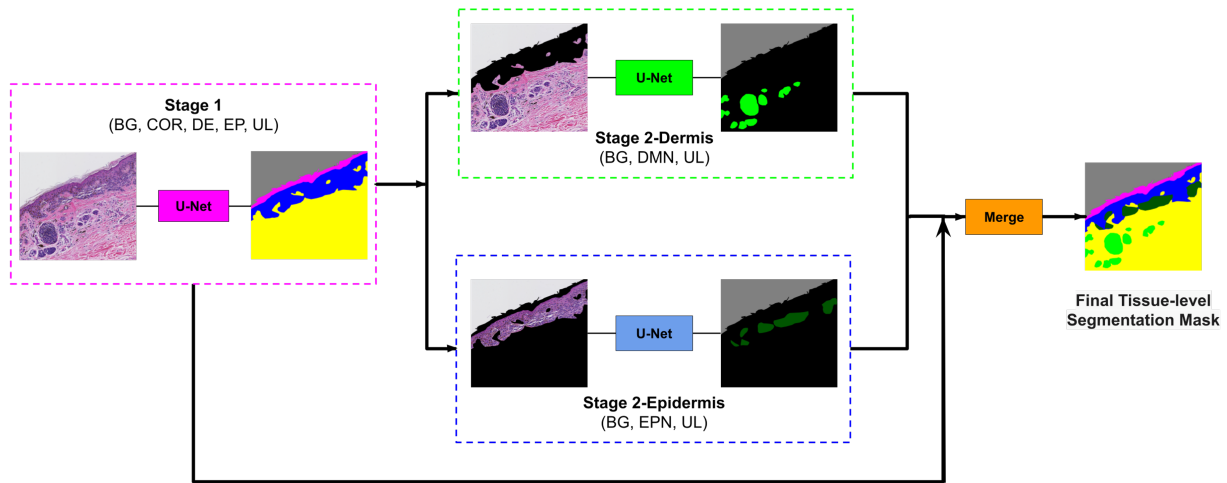 Stage 1
(BG, COR, DE, EP, UL)
U-Net
U-Net
Stage 2-Dermis
(BG, DMN, UL)
U-Net
Stage 2-Epidermis
(BG, EPN, UL)
Merge
Final Tissue-level
Segmentation Mask